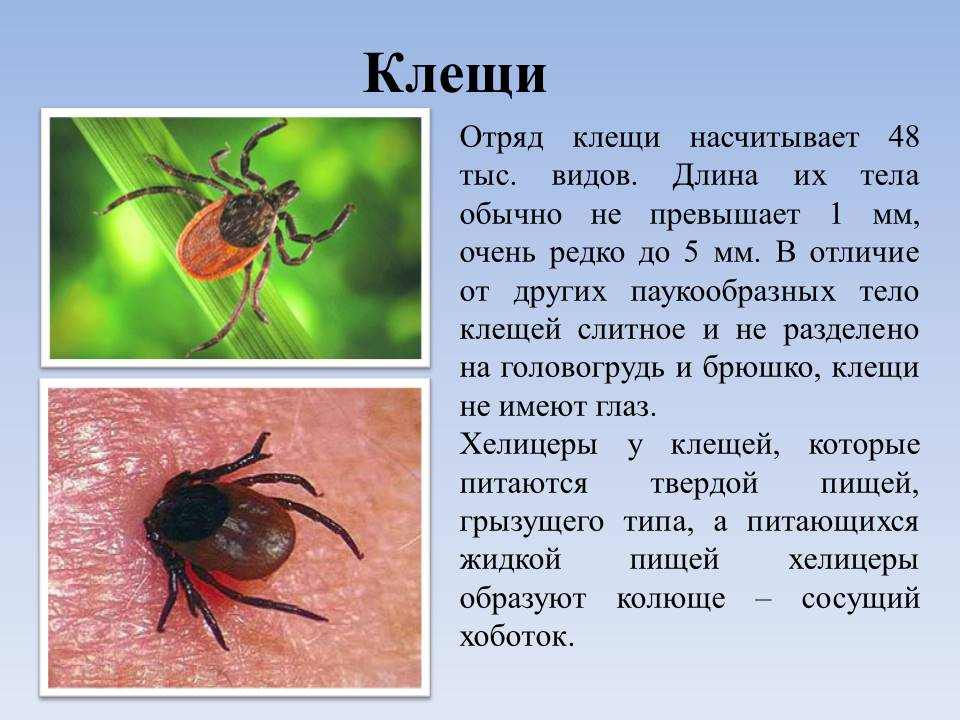 Клещи
Отряд клещи насчитывает 48
тыс. видов. Длина их тела
обычно не превышает 1 мм,
очень редко до 5 мм. В отличие
от других паукообразных тело
клещей слитное и не разделено
на головогрудь и брюшко, клещи
не имеют глаз.
Хелицеры у клещей, которые
питаются твердой пищей,
грызущего типа, а питающихся
жидкой пищей хелицеры
образуют колюще – сосущий
хоботок.